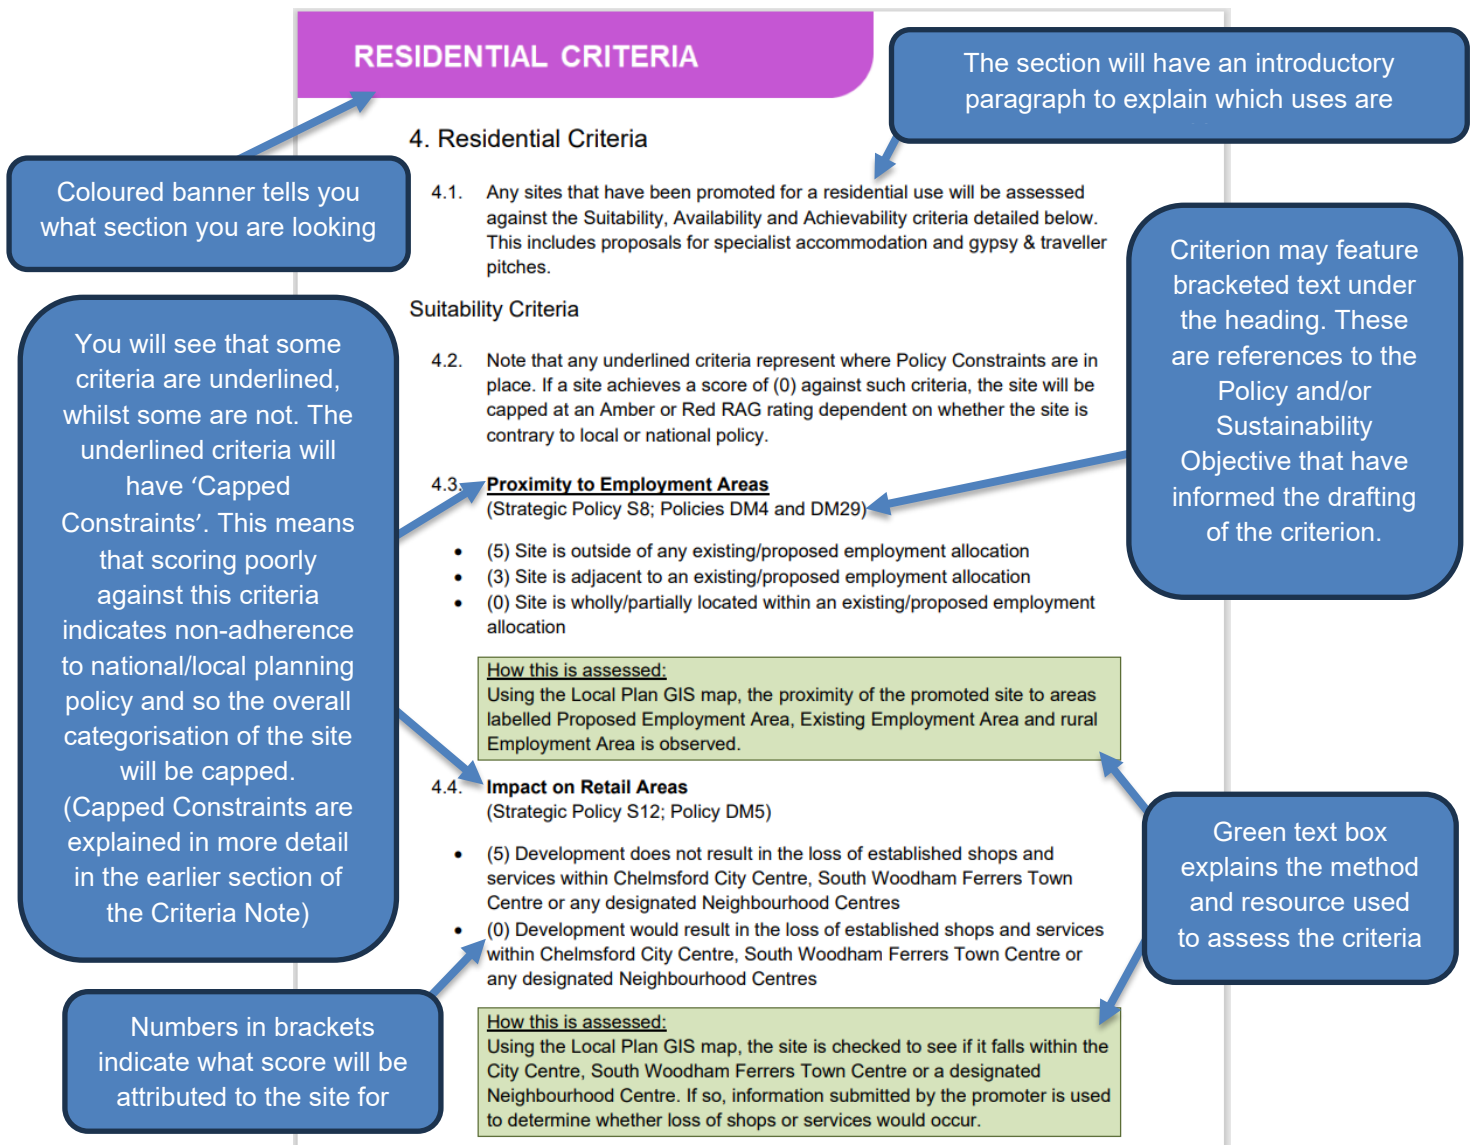 RESIDENTIAL CRITERIA
The section will have an introductory
paragraph to explain which uses are
Coloured banner tells you
what section you are looking
4. Residential Criteria
4.1. Any sites that have been promoted for a residential use will be assessed
against the Suitability, Availability and Achievability criteria detailed below.
This includes proposals for specialist accommodation and gypsy & traveller
pitches.
Criterion may feature
bracketed text under
the heading. These
are references to the
Policy and/or
Sustainability
Objective that have
informed the drafting
of the criterion.
Suitability Criteria
You will see that some
criteria are underlined,
whilst some are not. The
underlined criteria will
have ‘Capped
Constraints’. This means
that scoring poorly
against this criteria
indicates non-adherence
to national/local planning
policy and so the overall
categorisation of the site
will be capped.
(Capped Constraints are
explained in more detail
in the earlier section of
the Criteria Note)
4.2. Note that any underlined criteria represent where Policy Constraints are in
place. If a site achieves a score of (0) against such criteria, the site will be
capped at an Amber or Red RAG rating dependent on whether the site is
contrary to local or national policy.
4.3. Proximity to Employment Areas
(Strategic Policy S8; Policies DM4 and DM29)
• (5) Site is outside of any existing/proposed employment allocation
• (3) Site is adjacent to an existing/proposed employment allocation
• (0) Site is wholly/partially located within an existing/proposed employment
allocation
How this is assessed:
Using the Local Plan GIS map, the proximity of the promoted site to areas
labelled Proposed Employment Area, Existing Employment Area and rural
Employment Area is observed.
4.4. Impact on Retail Areas
(Strategic Policy S12; Policy DM5)
• (5) Development does not result in the loss of established shops and
services within Chelmsford City Centre, South Woodham Ferrers Town
Centre or any designated Neighbourhood Centres
• (0) Development would result in the loss of established shops and services
within Chelmsford City Centre, South Woodham Ferrers Town Centre or
any designated Neighbourhood Centres
Green text box
explains the method
and resource used
to assess the criteria
Numbers in brackets
indicate what score will be
attributed to the site for
How this is assessed:
Using the Local Plan GIS map, the site is checked to see if it falls within the
City Centre, South Woodham Ferrers Town Centre or a designated
Neighbourhood Centre. If so, information submitted by the promoter is used
to determine whether loss of shops or services would occur.